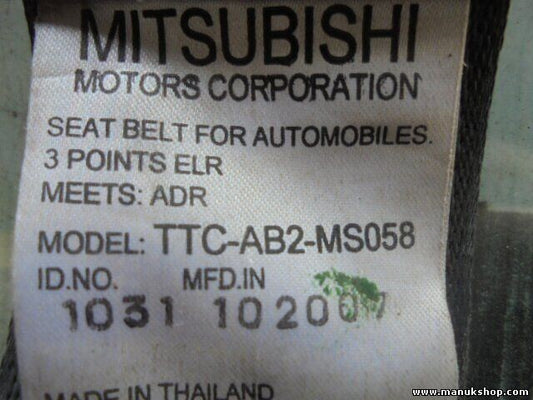 MITSUBISHI
MOTORS CORPORATION
SEAT BELT FOR AUTOMOBILES.
3 POINTS ELR
MEETS: ADR
MODEL: TTC-AB2-MS058
ID.NO. MFD.IN
1031 102007
MADE IN THAILAND
www.manukshop.com